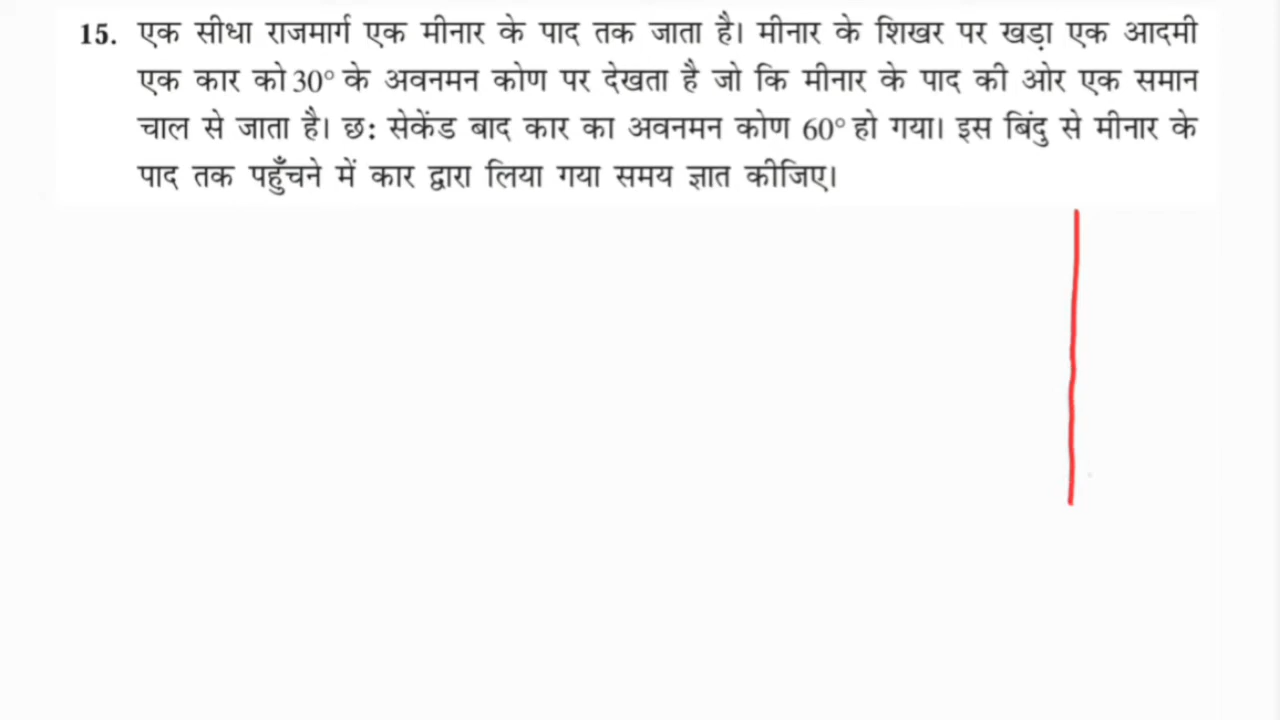 15. एक सीधा राजमार्ग एक मीनार के पाद तक जाता है। मीनार के शिखर पर खड़ा एक आदमी
एक कार को 30° के अवनमन कोण पर देखता है जो कि मीनार के पाद की ओर एक समान
चाल से जाता है। छः सेकेंड बाद कार का अवनमन कोण 60° हो गया। इस बिंदु से मीनार के
पाद तक पहुँचने में कार द्वारा लिया गया समय ज्ञात कीजिए।